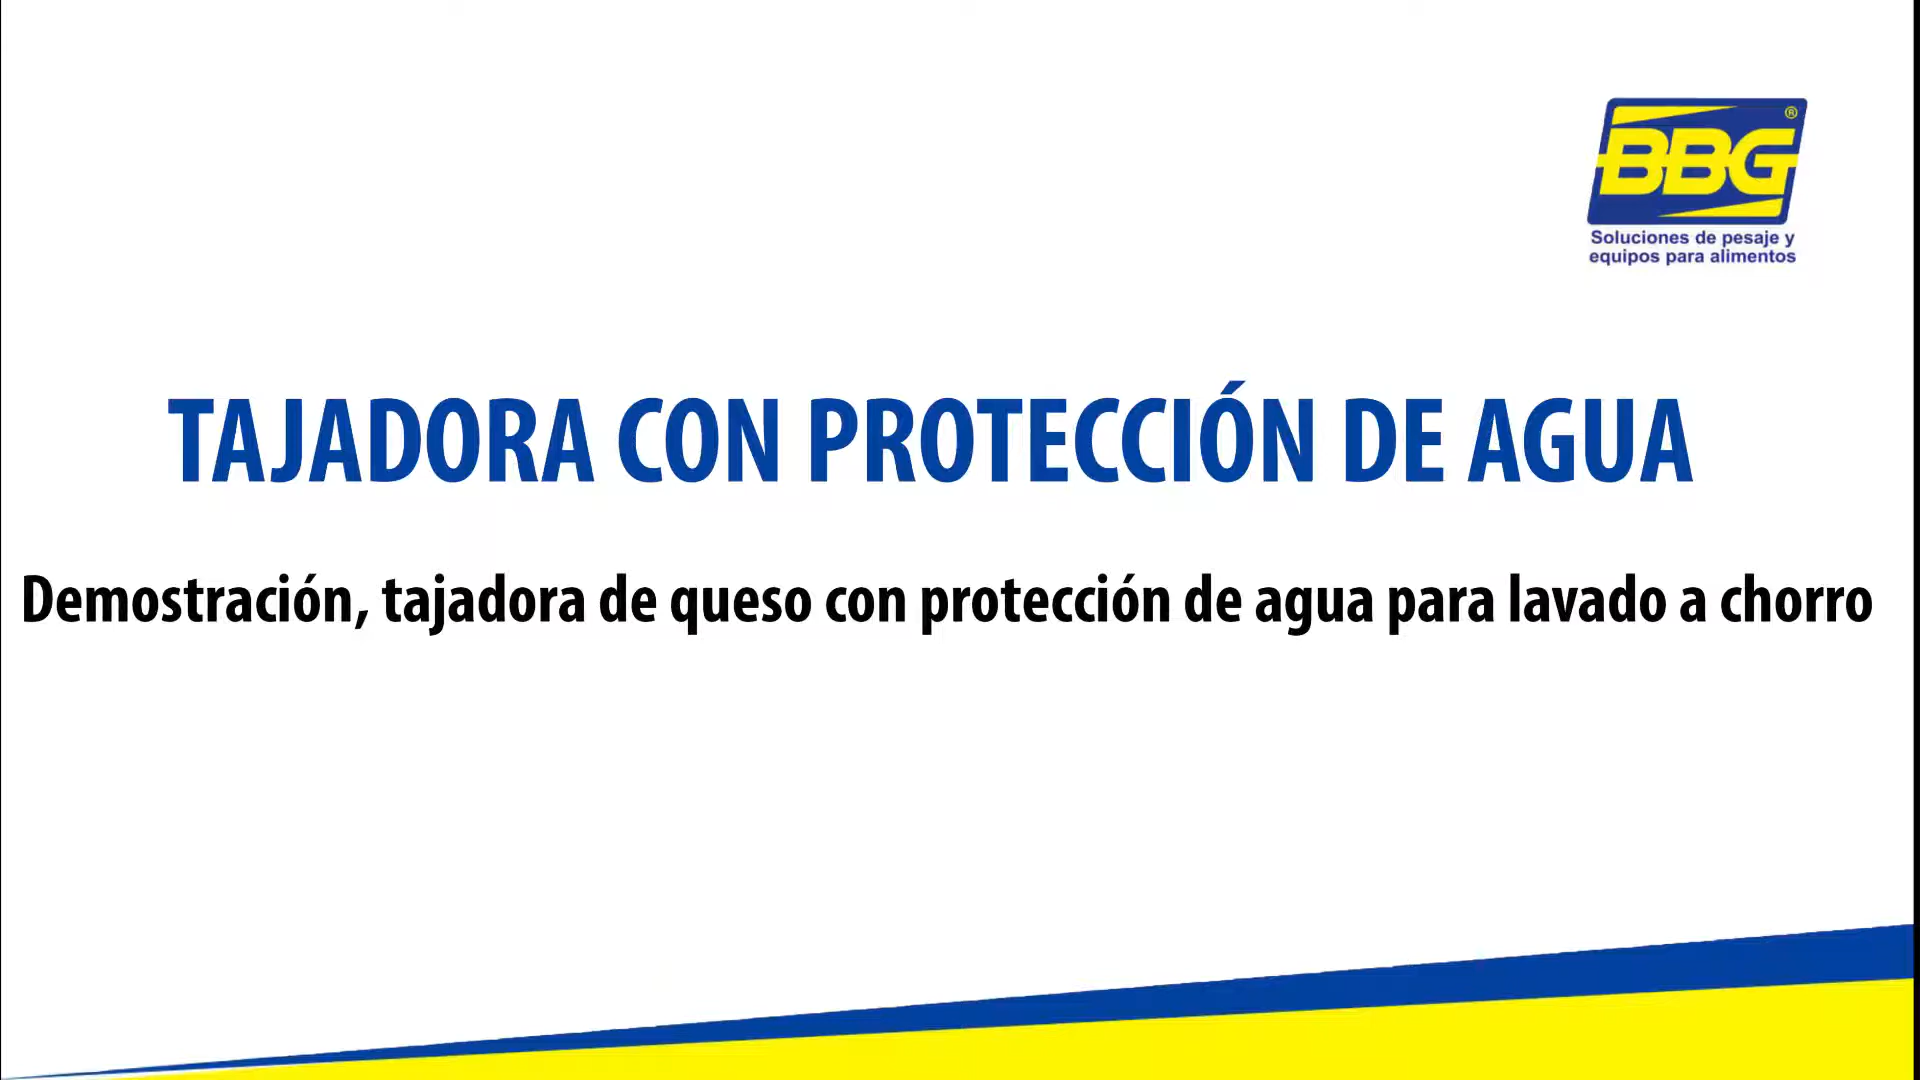 BBG®
Soluciones de pesaje y
equipos para alimentos
TAJADORA CON PROTECCIÓN DE AGUA
Demostración, tajadora de queso con protección de agua para lavado a chorro